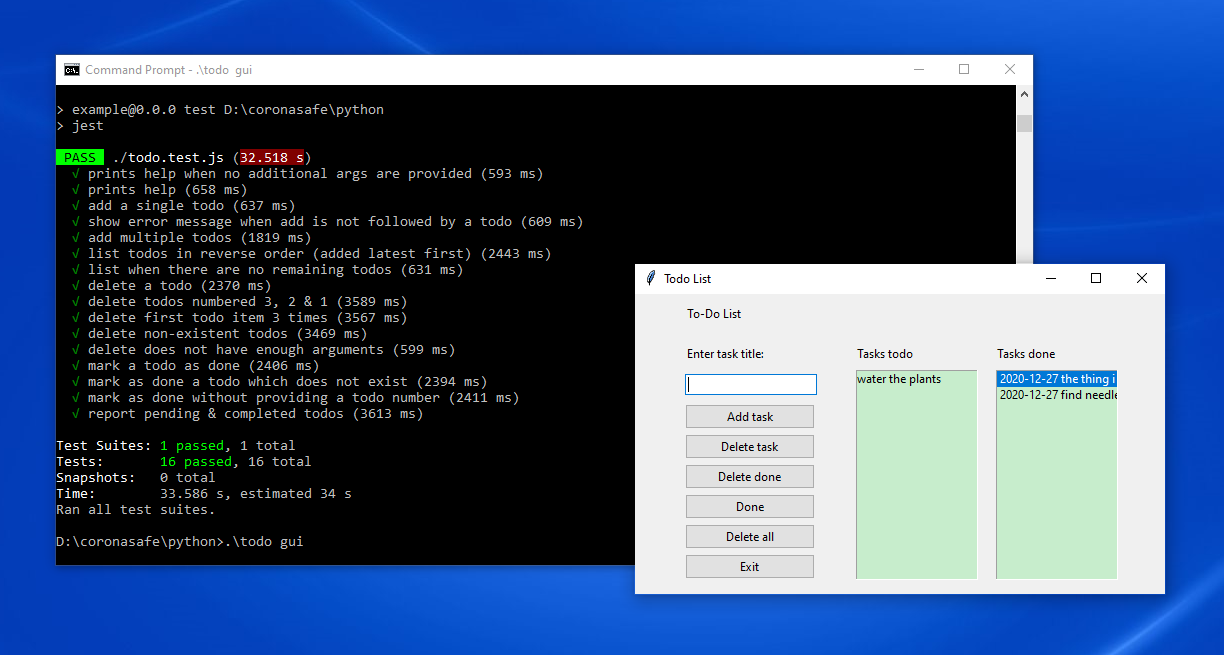 Command Prompt - .\todo gui
> example@0.0.0 test D:\coronasafe\python
> jest
PASS ./todo.test.js (32.518 s)
√ prints help when no additional args are provided (593 ms)
√ prints help (658 ms)
√ add a single todo (637 ms)
√ show error message when add is not followed by a todo (609 ms)
√ add multiple todos (1819 ms)
√ list todos in reverse order (added latest first) (2443 ms)
√ list when there are no remaining todos (631 ms)
√ delete a todo (2370 ms)
√ delete todos numbered 3, 2 & 1 (3589 ms)
√ delete first todo item 3 times (3567 ms)
√ delete non-existent todos (3469 ms)
√ delete does not have enough arguments (599 ms)
√ mark a todo as done (2406 ms)
√ mark as done a todo which does not exist (2394 ms)
√ mark as done without providing a todo number (2411 ms)
√ report pending & completed todos (3613 ms)
Test Suites: 1 passed, 1 total
Tests: 16 passed, 16 total
Snapshots: 0 total
Time: 33.586 s, estimated 34 s
Ran all test suites.
D:\coronasafe\python>.\todo gui
Todo List
To-Do List
Enter task title:
Add task
Delete task
Delete done
Done
Delete all
Exit
Tasks todo
water the plants
Tasks done
2020-12-27 the thing i
2020-12-27 find needle